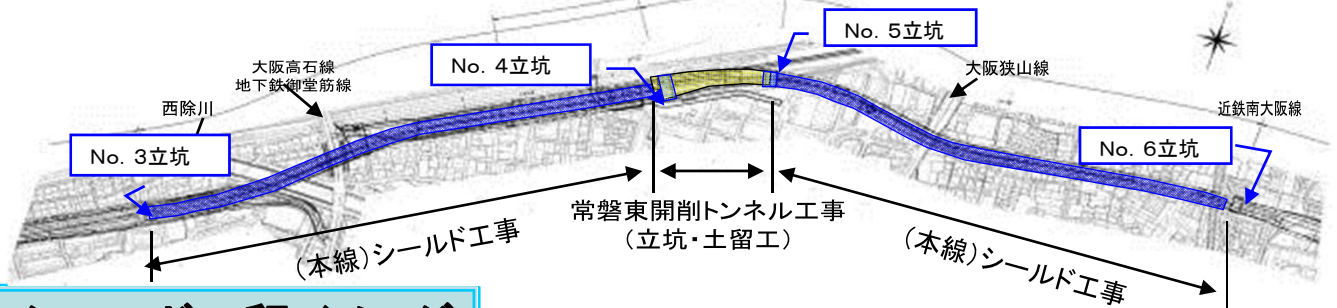 No. 5立坑
No. 4立坑
大阪高石線
地下鉄御堂筋線
大阪狭山線
西除川
近鉄南大阪線
No. 3立坑
No. 6立坑
常磐東開削トンネル工事
(立坑・土留工)
(本線)シールド工事
(本線)シールド工事